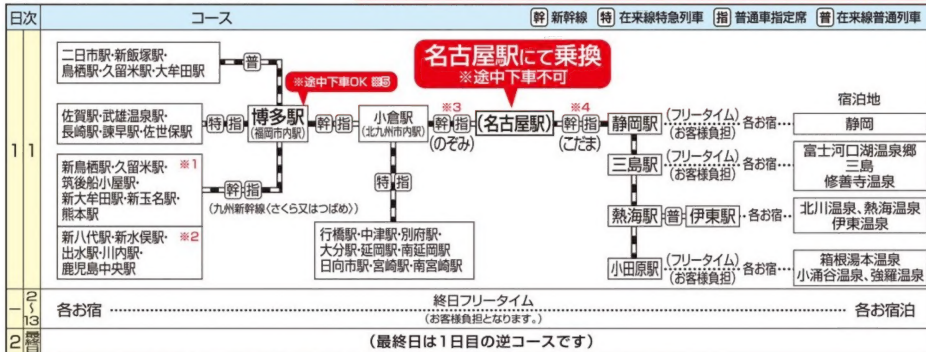 日次 コース 幹 新幹線 特 在来線特急列車 指 普通車指定席 普 在来線普通列車
1 1
二日市駅・新飯塚駅・
鳥栖駅・久留米駅・大牟田駅
普
※途中下車OK ※5
佐賀駅・武雄温泉駅・
長崎駅・諫早駅・佐世保駅
特 指
博多駅
(福岡市内駅)
幹 指
小倉駅
(北九州市内駅)
※3
幹 指
(のぞみ)
名古屋駅にて乗換
※途中下車不可
(名古屋駅)
※4
幹 指
(こだま)
新鳥栖駅・久留米駅・ ※1
筑後船小屋駅・
新大牟田駅・新玉名駅・
熊本駅
新八代駅・新水俣駅・ ※2
出水駅・川内駅・
鹿児島中央駅
幹 指
(九州新幹線〈さくら又はつばめ〉)
特 指
行橋駅・中津駅・別府駅・
大分駅・延岡駅・南延岡駅
日向市駅・宮崎駅・南宮崎駅
宿泊地
静岡駅 (フリータイム) 各お宿 静岡
(お客様負担)
三島駅 (フリータイム) 各お宿
(お客様負担)
富士河口湖温泉郷
三島
修善寺温泉
熱海駅 普 伊東駅 各お宿
北川温泉、熱海温泉
伊東温泉
小田原駅 (フリータイム) 各お宿
(お客様負担)
箱根湯本温泉
小涌谷温泉、強羅温泉
一 2〜13 各お宿 終日フリータイム 各お宿泊
(お客様負担となります。)
2 最終日 (最終日は1日目の逆コースです)